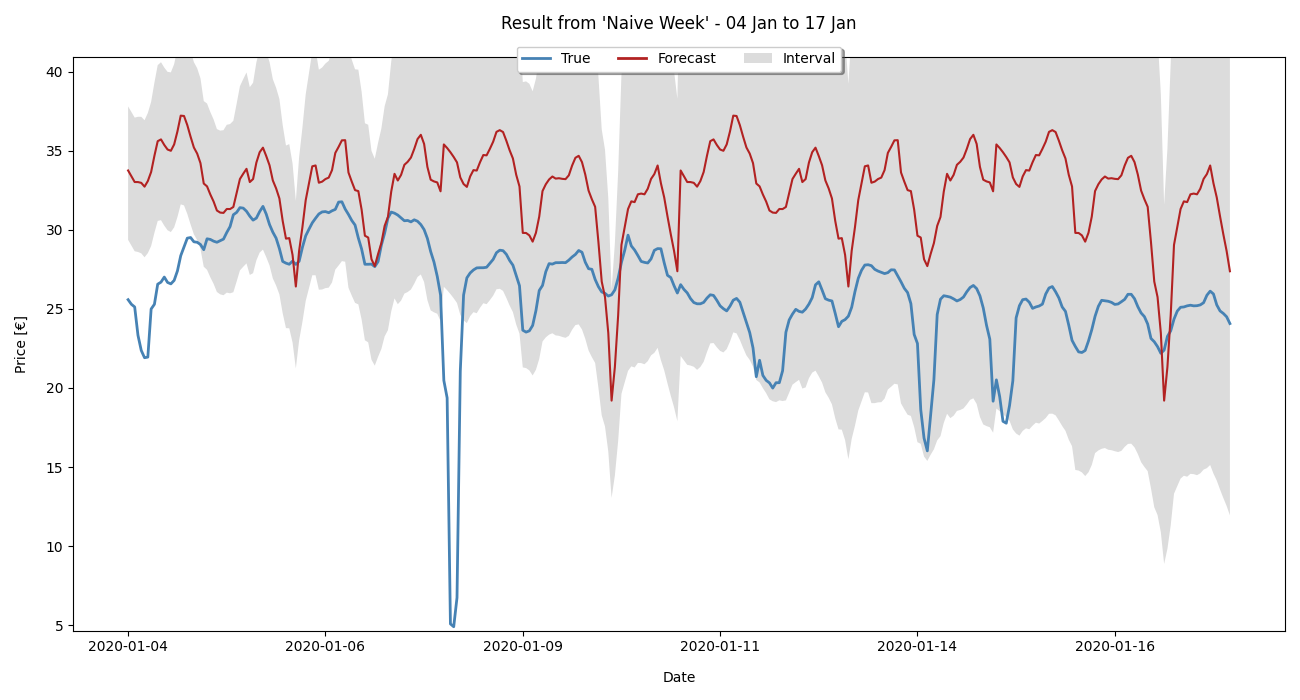 Result from 'Naive Week' - 04 Jan to 17 Jan
True Forecast Interval
Price [€]
40
35
30
25
20
15
10
5
2020-01-04 2020-01-06 2020-01-09 2020-01-11 2020-01-14 2020-01-16
Date